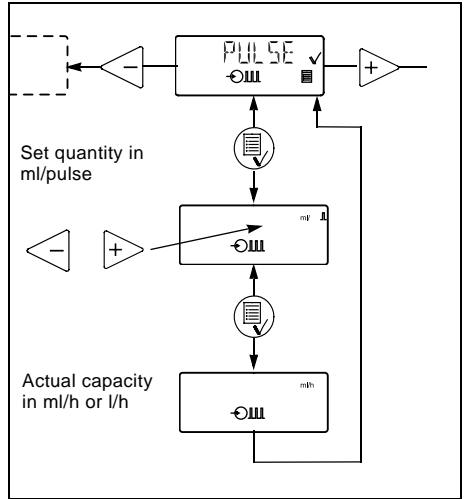 PULSE
−
+
Set quantity in
ml/pulse
ml/
−
+
Actual capacity
in ml/h or l/h
ml/h